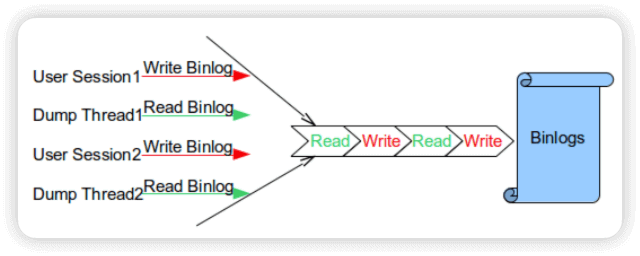 User Session1 Write Binlog
Dump Thread1 Read Binlog
User Session2 Write Binlog
Dump Thread2 Read Binlog
Read Write Read Write
Binlogs